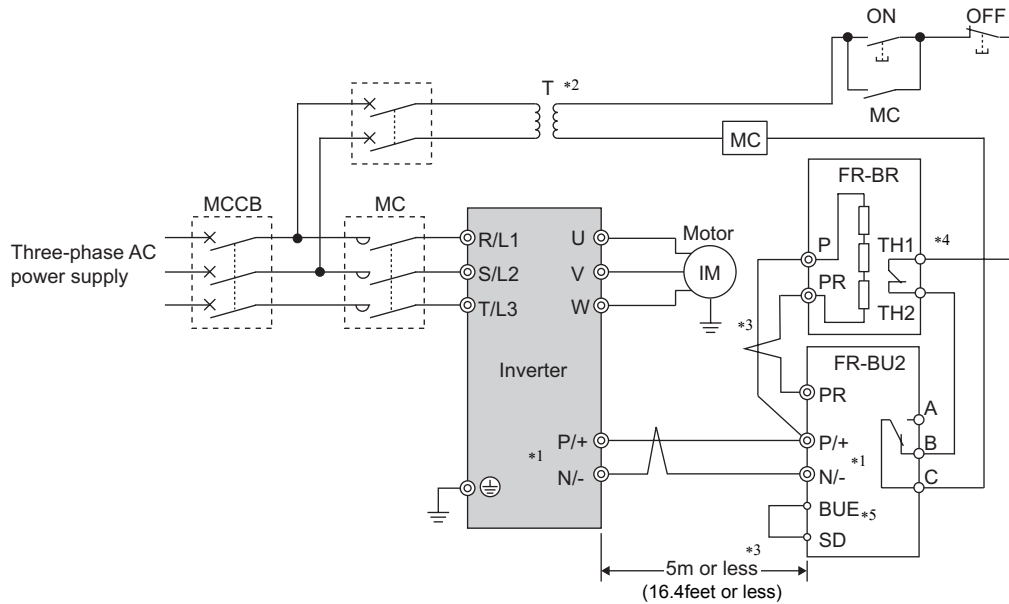 ON
OFF
T *2
MC
MC
FR-BR
MCCB
MC
Three-phase AC
power supply
R/L1
S/L2
T/L3
U
V
W
Motor
IM
Inverter
P
PR
TH1
TH2
*4
*3
FR-BU2
PR
A
B
C
P/+
N/-
*1
P/+
N/- *1
BUE *5
SD
*3
5m or less
(16.4feet or less)